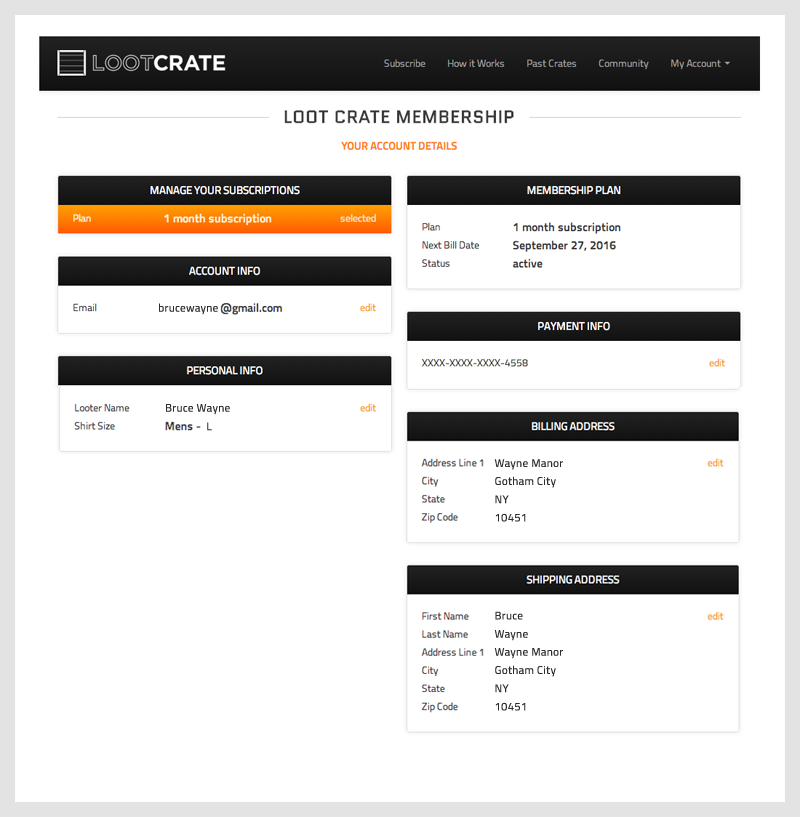 LOOTCRATE
Subscribe How it Works Past Crates Community My Account
LOOT CRATE MEMBERSHIP
YOUR ACCOUNT DETAILS
MANAGE YOUR SUBSCRIPTIONS
Plan 1 month subscription selected
ACCOUNT INFO
Email brucewayne @gmail.com edit
PERSONAL INFO
Looter Name Bruce Wayne edit
Shirt Size Mens - L
MEMBERSHIP PLAN
Plan 1 month subscription
Next Bill Date September 27, 2016
Status active
PAYMENT INFO
XXXX-XXXX-XXXX-4558 edit
BILLING ADDRESS
Address Line 1 Wayne Manor edit
City Gotham City
State NY
Zip Code 10451
SHIPPING ADDRESS
First Name Bruce edit
Last Name Wayne
Address Line 1 Wayne Manor
City Gotham City
State NY
Zip Code 10451